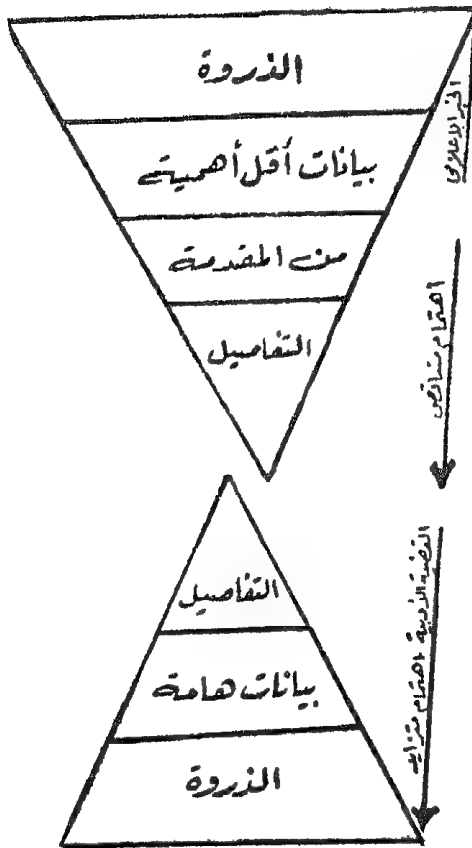 الذروة
بيانات أقل أهمية
من المقدمة
التفاصيل
الخبر الإعلامي
اهتمام متناقص
التفاصيل
بيانات هامة
الذروة
القصة الأدبية اهتمام متزايد